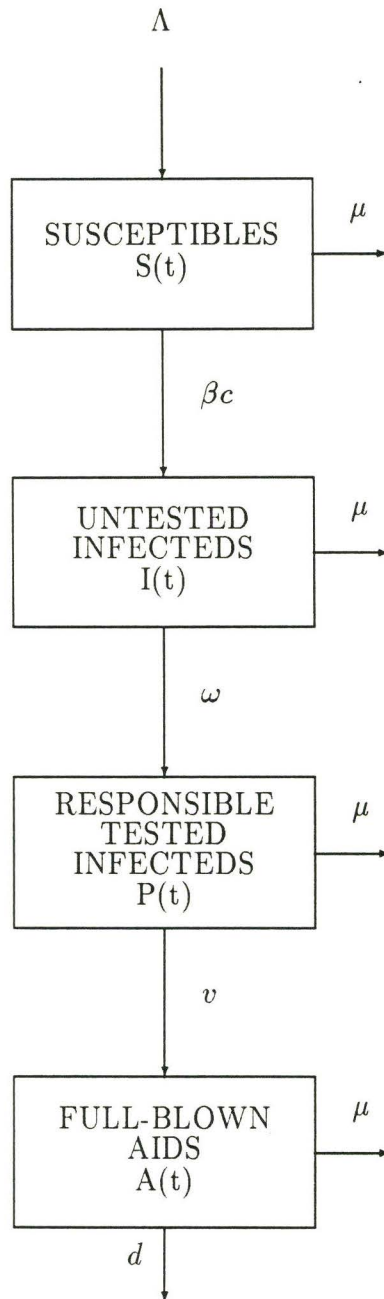 Λ
SUSCEPTIBLES
S(t)
μ
βc
UNTESTED
INFECTEDS
I(t)
μ
ω
RESPONSIBLE
TESTED
INFECTEDS
P(t)
μ
v
FULL-BLOWN
AIDS
A(t)
μ
d